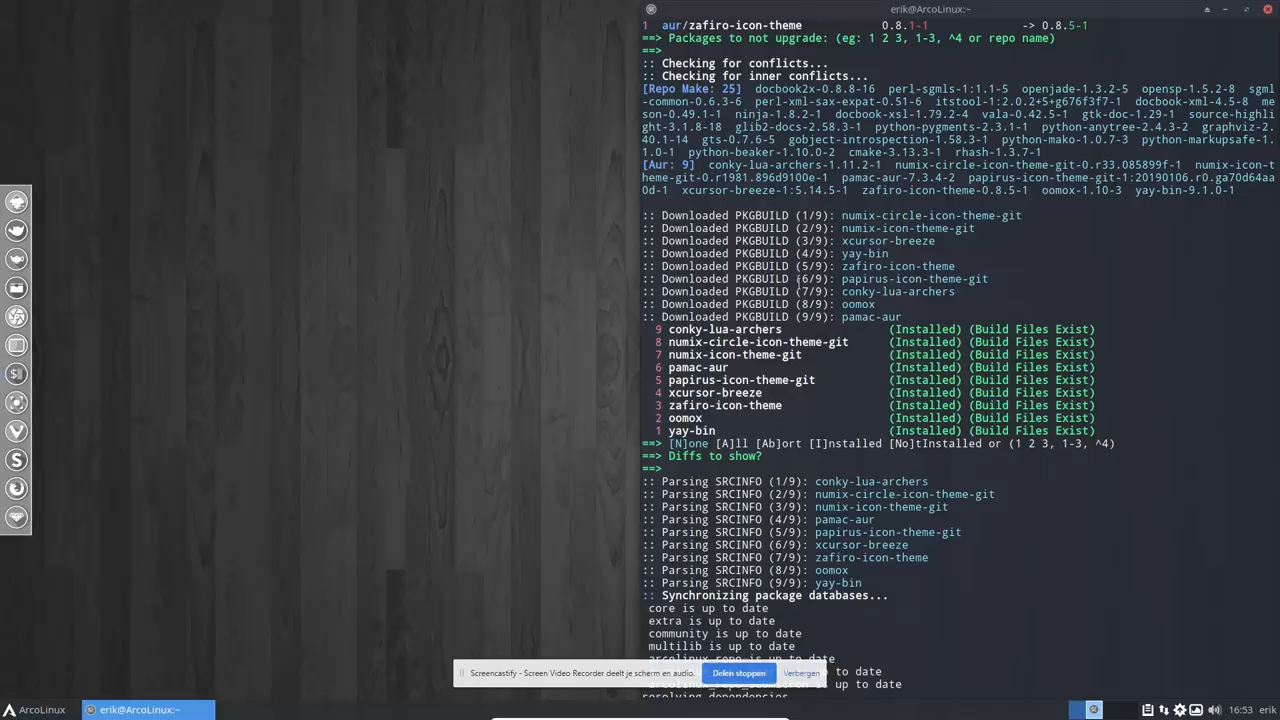 erik@ArcoLinux:~
1  aur/zafiro-icon-theme               0.8.1-1              -> 0.8.5-1
==> Packages to not upgrade: (eg: 1 2 3, 1-3, ^4 or repo name)
==>
:: Checking for conflicts...
:: Checking for inner conflicts...
[Repo Make: 25]  docbook2x-0.8.8-16  perl-sgmls-1:1.1-5  openjade-1.3.2-5  opensp-1.5.2-8  sgml
-common-0.6.3-6  perl-xml-sax-expat-0.51-6  itstool-1:2.0.2+5+g676f3f7-1  docbook-xml-4.5-8  me
son-0.49.1-1  ninja-1.8.2-1  docbook-xsl-1.79.2-4  vala-0.42.5-1  gtk-doc-1.29-1  source-highli
ght-3.1.8-18  glib2-docs-2.58.3-1  python-pygments-2.3.1-1  python-anytree-2.4.3-2  graphviz-2.
40.1-14  gts-0.7.6-5  gobject-introspection-1.58.3-1  python-mako-1.0.7-3  python-markupsafe-1.
1.0-1  python-beaker-1.10.0-2  cmake-3.13.3-1  rhash-1.3.7-1
[Aur: 9]  conky-lua-archers-1.11.2-1  numix-circle-icon-theme-git-0.r33.085899f-1  numix-icon-t
heme-git-0.r1981.896d9100e-1  pamac-aur-7.3.4-2  papirus-icon-theme-git-1:20190106.r0.ga70d64aa
0d-1  xcursor-breeze-1:5.14.5-1  zafiro-icon-theme-0.8.5-1  oomox-1.10-3  yay-bin-9.1.0-1
:: Downloaded PKGBUILD (1/9): numix-circle-icon-theme-git
:: Downloaded PKGBUILD (2/9): numix-theme-git
:: Downloaded PKGBUILD (3/9): xcursor-breeze
:: Downloaded PKGBUILD (4/9): yay-bin
:: Downloaded PKGBUILD (5/9): zafiro-icon-theme
:: Downloaded PKGBUILD (6/9): papirus-icon-theme-git
:: Downloaded PKGBUILD (7/9): conky-lua-archers
:: Downloaded PKGBUILD (8/9): oomox
:: Downloaded PKGBUILD (9/9): pamac-aur
9 conky-lua-archers                (Installed) (Build Files Exist)
8 numix-circle-icon-theme-git      (Installed) (Build Files Exist)
7 numix-icon-theme-git             (Installed) (Build Files Exist)
6 pamac-aur                        (Installed) (Build Files Exist)
5 papirus-icon-theme-git           (Installed) (Build Files Exist)
4 xcursor-breeze                   (Installed) (Build Files Exist)
3 zafiro-icon-theme                (Installed) (Build Files Exist)
2 oomox                            (Installed) (Build Files Exist)
1 yay-bin                          (Installed) (Build Files Exist)
==> [N]one [A]ll [Ab]ort [I]nstalled [No]tInstalled or (1 2 3, 1-3, ^4)
==> Diffs to show?
==>
:: Parsing SRCINFO (1/9): conky-lua-archers
:: Parsing SRCINFO (2/9): numix-circle-icon-theme-git
:: Parsing SRCINFO (3/9): numix-icon-theme-git
:: Parsing SRCINFO (4/9): pamac-aur
:: Parsing SRCINFO (5/9): papirus-icon-theme-git
:: Parsing SRCINFO (6/9): xcursor-breeze
:: Parsing SRCINFO (7/9): zafiro-icon-theme
:: Parsing SRCINFO (8/9): oomox
:: Parsing SRCINFO (9/9): yay-bin
:: Synchronizing package databases...
core is up to date
extra is up to date
community is up to date
multilib is up to date
arcolinux_repo is up to date
to date
is up to date
resolving dependencies
Screencastify - Screen Video Recorder deelt je scherm en audio.
Delen stoppen
Verbergen
ArcoLinux
erik@ArcoLinux:~
16:53
erik